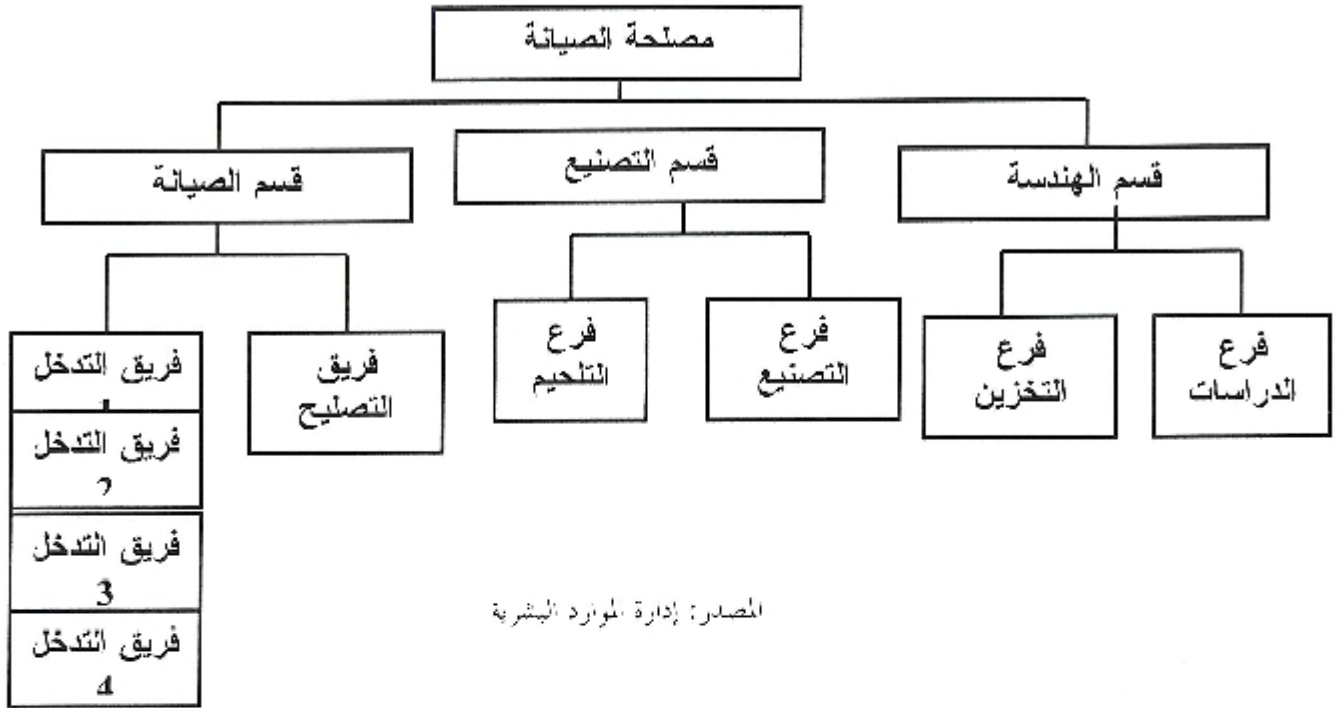 مصلحة الصيانة
قسم الهندسة
قسم التصنيع
قسم الصيانة
فرع
الدراسات
فرع
التخزين
فرع
التصنيع
فرع
التلحيم
فريق
التصليح
فريق التدخل
1
فريق التدخل
2
فريق التدخل
3
فريق التدخل
4
المصدر: إدارة الموارد البشرية